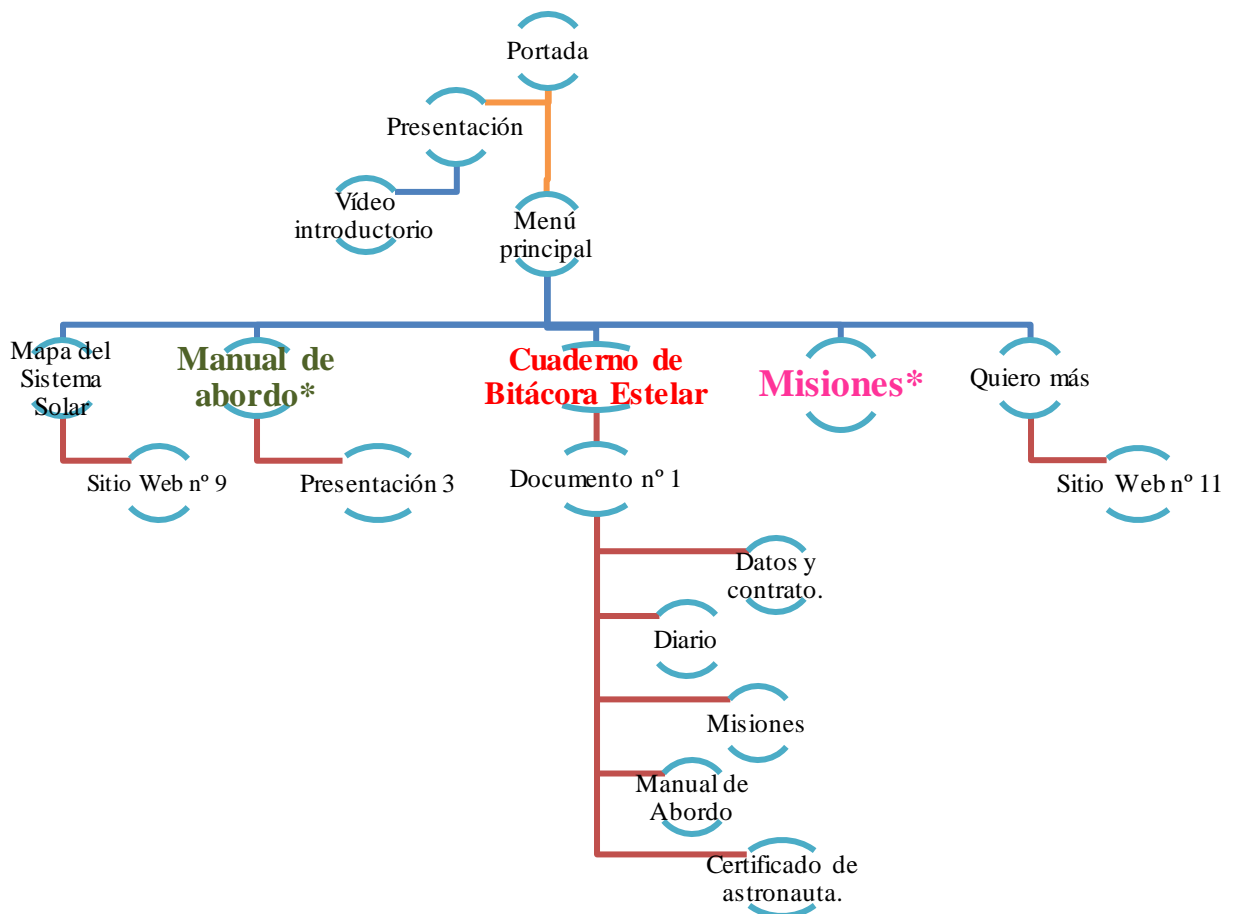 Portada
Presentación
Vídeo
introductorio
Menú
principal
Mapa del
Sistema
Solar
Manual de
abordo*
Cuaderno de
Bitácora Estelar
Misiones*
Quiero más
Sitio Web nº 9
Presentación 3
Documento nº 1
Sitio Web nº 11
Datos y
contrato.
Diario
Misiones
Manual de
Abordo
Certificado de
astronauta.